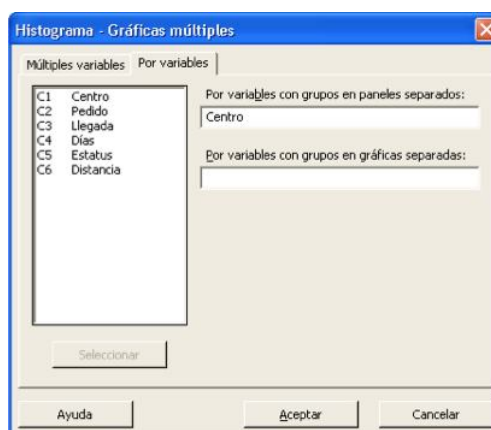 Histograma - Gráficas múltiples
Múltiples variables
Por variables
C1 Centro
C2 Pedido
C3 Llegada
C4 Días
C5 Estatus
C6 Distancia
Por variables con grupos en paneles separados:
Centro
Por variables con grupos en gráficas separadas:
Seleccionar
Ayuda
Aceptar
Cancelar